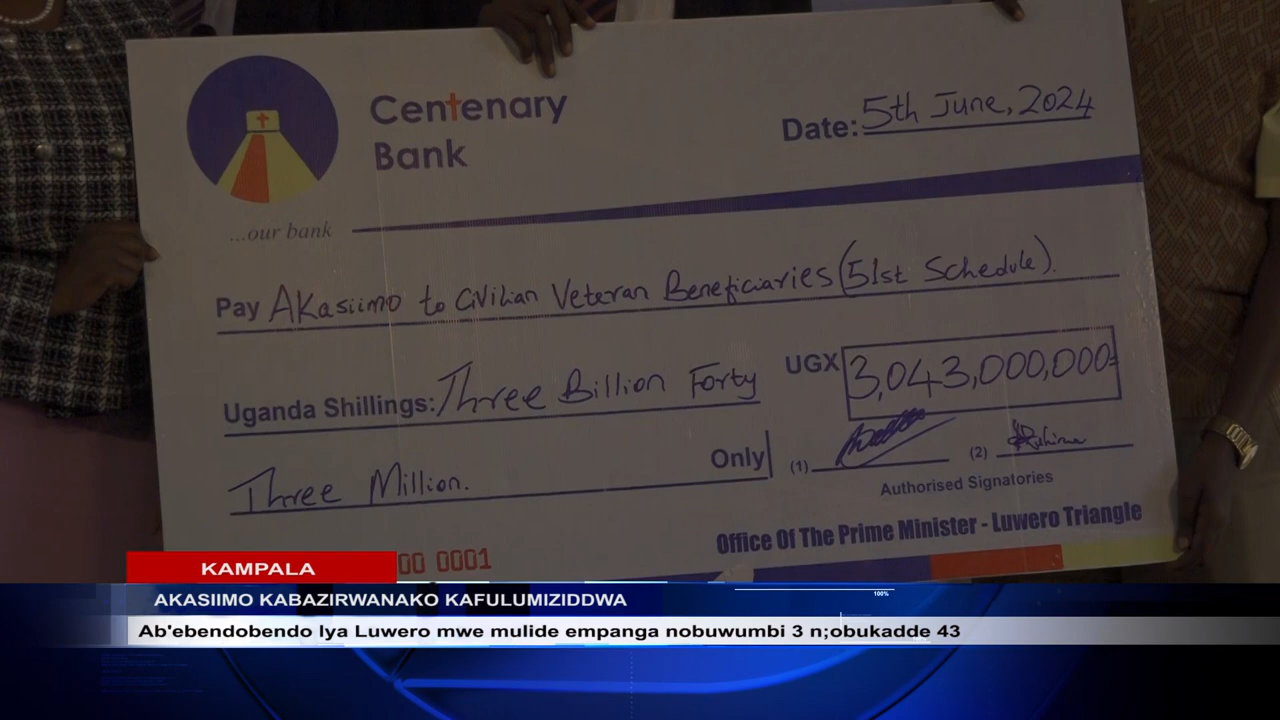 Centenary
Bank
...our bank
Date: 5th June, 2024
Pay Akasiimo to Civilian Veteran Beneficiaries (51st Schedule).
Uganda Shillings: Three Billion Forty
UGX 3,043,000,000=
Three Million. Only
(1) (2)
Authorised Signatories
Office Of The Prime Minister - Luwero Triangle
00 0001
KAMPALA
AKASIIMO KABAZIRWANAKO KAFULUMIZIDDWA
100%
Ab'ebendobendo lya Luwero mwe mulide empanga nobuwumbi 3 n;obukadde 43